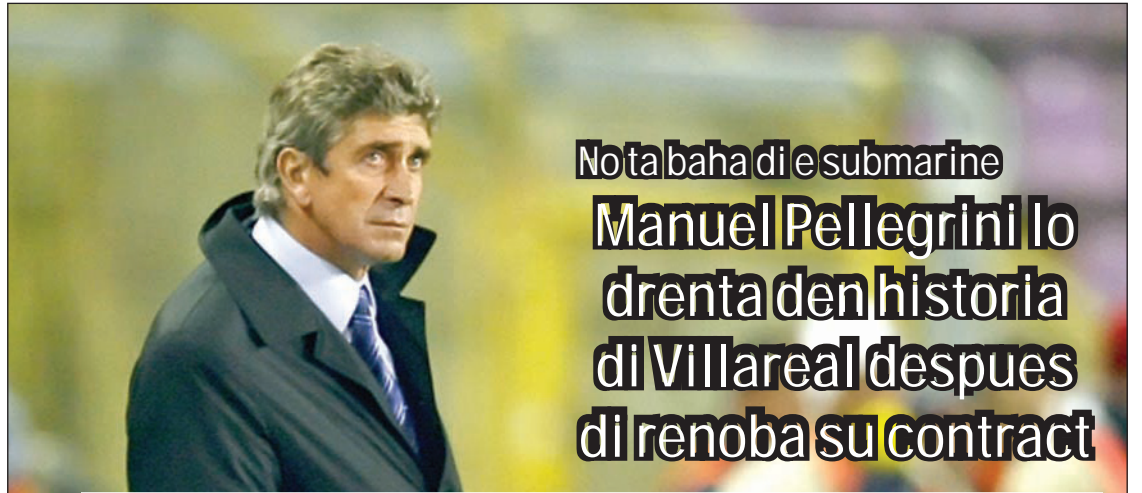 No ta baha di e submarine
Manuel Pellegrini lo
drenta den historia
di Villareal despues
di renoba su contract